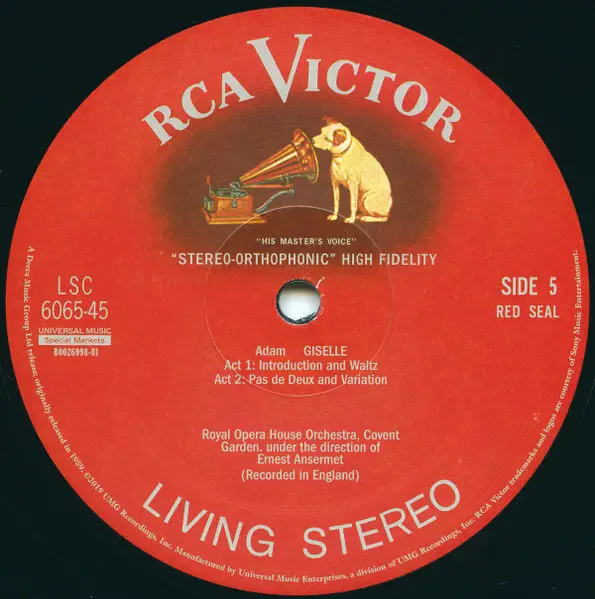 RCA VICTOR
"HIS MASTER'S VOICE"
"STEREO-ORTHOPHONIC" HIGH FIDELITY
LSC
6065-45
UNIVERSAL MUSIC
Special Markets
B0026998-01
SIDE 5
RED SEAL
Adam GISELLE
Act 1: Introduction and Waltz
Act 2: Pas de Deux and Variation
Royal Opera House Orchestra, Covent
Garden. under the direction of
Ernest Ansermet
(Recorded in England)
LIVING STEREO
A Decca Music Group Ltd release, originally released in 1959. ©2019 UMG Recordings, Inc. Manufactured by Universal Music Enterprises, a division of UMG Recordings, Inc. RCA Victor trademarks and logos are courtesy of Sony Music Entertainment.